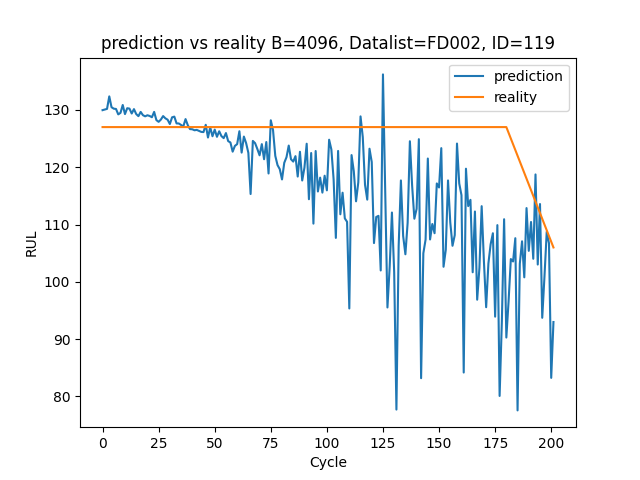 prediction vs reality B=4096, Datalist=FD002, ID=119
prediction
reality
RUL
130
120
110
100
90
80
0 25 50 75 100 125 150 175 200
Cycle